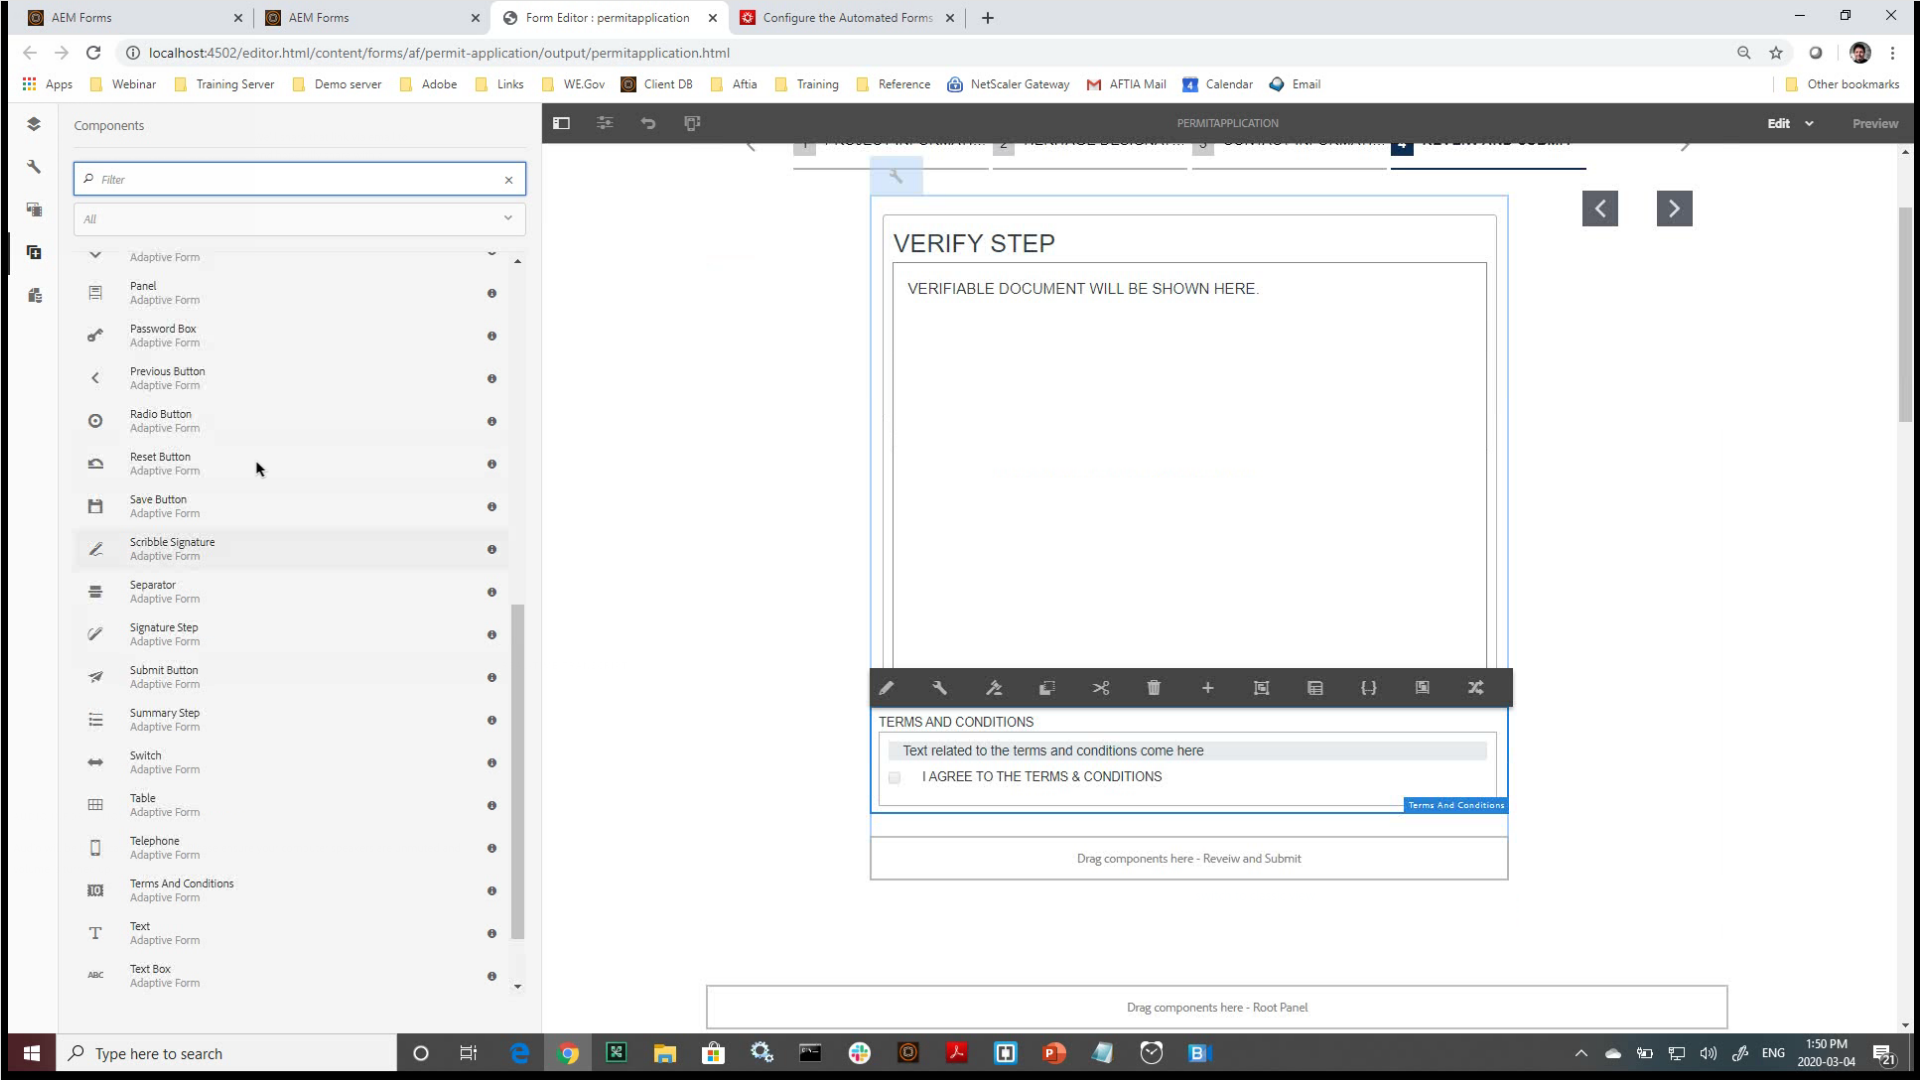 AEM Forms
AEM Forms
Form Editor : permitapplication
Configure the Automated Forms
localhost:4502/editor.html/content/forms/af/permit-application/output/permitapplication.html
Apps
Webinar
Training Server
Demo server
Adobe
Links
WE.Gov
Client DB
Aftia
Training
Reference
NetScaler Gateway
AFTIA Mail
Calendar
Email
Other bookmarks
Components
PERMITAPPLICATION
Edit
Preview
Filter
All
Adaptive Form
Panel
Adaptive Form
Password Box
Adaptive Form
Previous Button
Adaptive Form
Radio Button
Adaptive Form
Reset Button
Adaptive Form
Save Button
Adaptive Form
Scribble Signature
Adaptive Form
Separator
Adaptive Form
Signature Step
Adaptive Form
Submit Button
Adaptive Form
Summary Step
Adaptive Form
Switch
Adaptive Form
Table
Adaptive Form
Telephone
Adaptive Form
Terms And Conditions
Adaptive Form
Text
Adaptive Form
ABC
Text Box
Adaptive Form
4 REVIEW AND SUBMIT
VERIFY STEP
VERIFIABLE DOCUMENT WILL BE SHOWN HERE.
TERMS AND CONDITIONS
Text related to the terms and conditions come here
I AGREE TO THE TERMS & CONDITIONS
Terms And Conditions
Drag components here - Reveiw and Submit
Drag components here - Root Panel
Type here to search
ENG
1:50 PM
2020-03-04
21